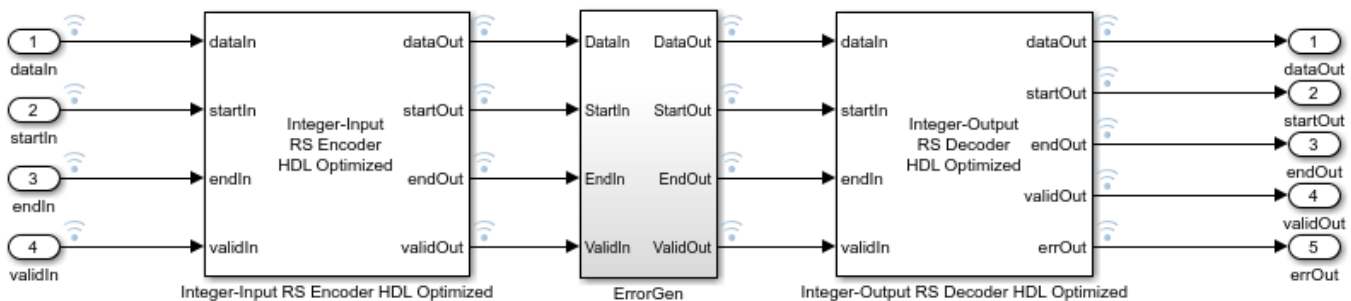 1
dataIn
2
startIn
3
endIn
4
validIn
dataIn
startIn
endIn
validIn
Integer-Input
RS Encoder
HDL Optimized
dataOut
startOut
endOut
validOut
Integer-Input RS Encoder HDL Optimized
DataIn
StartIn
EndIn
ValidIn
DataOut
StartOut
EndOut
ValidOut
ErrorGen
dataIn
startIn
endIn
validIn
Integer-Output
RS Decoder
HDL Optimized
dataOut
startOut
endOut
validOut
errOut
Integer-Output RS Decoder HDL Optimized
1
dataOut
2
startOut
3
endOut
4
validOut
5
errOut